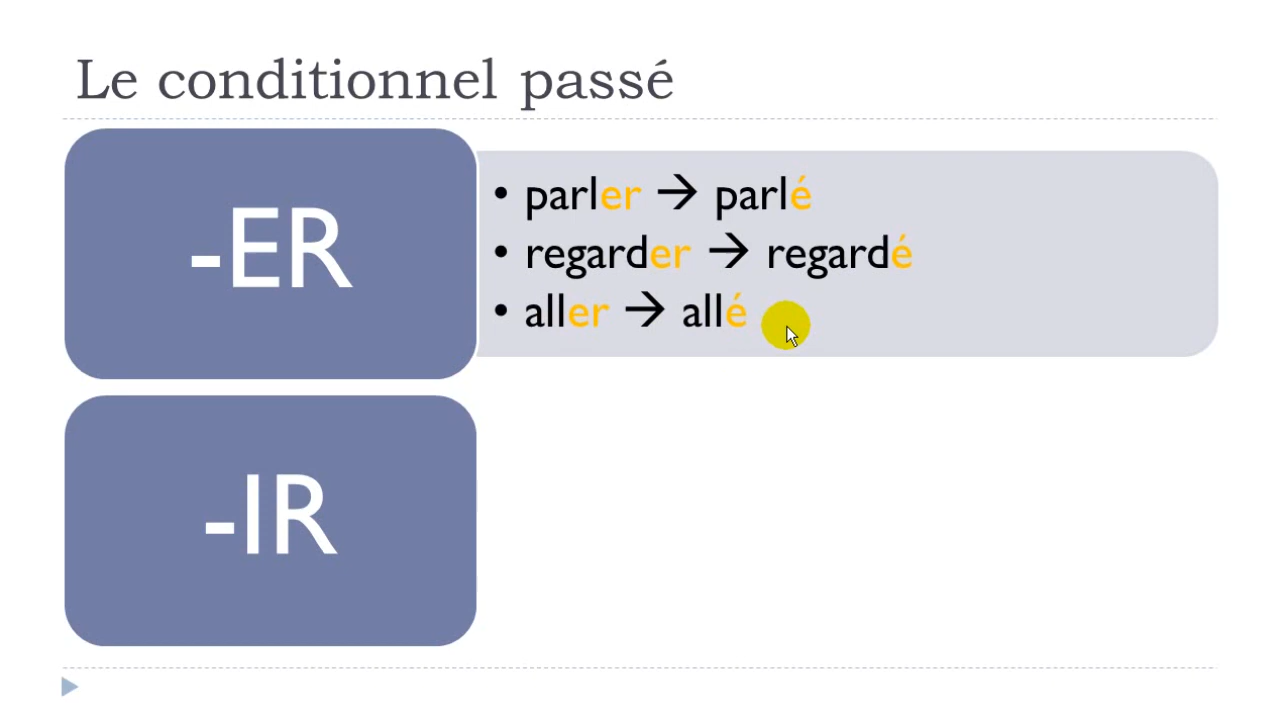 Le conditionnel passé
-ER
• parler → parlé
• regarder → regardé
• aller → allé
-IR